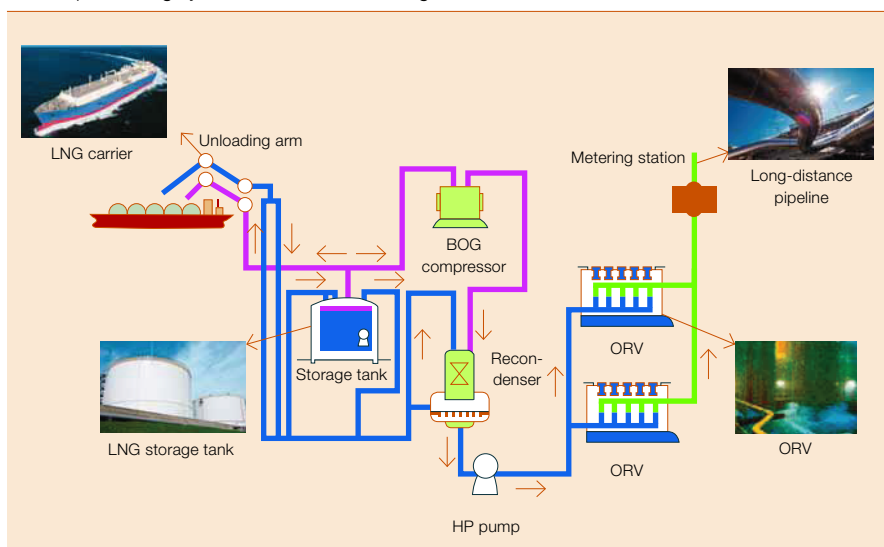 LNG carrier
Unloading arm
Metering station
Long-distance
pipeline
BOG
compressor
Storage tank
Recon-
denser
ORV
LNG storage tank
ORV
ORV
HP pump